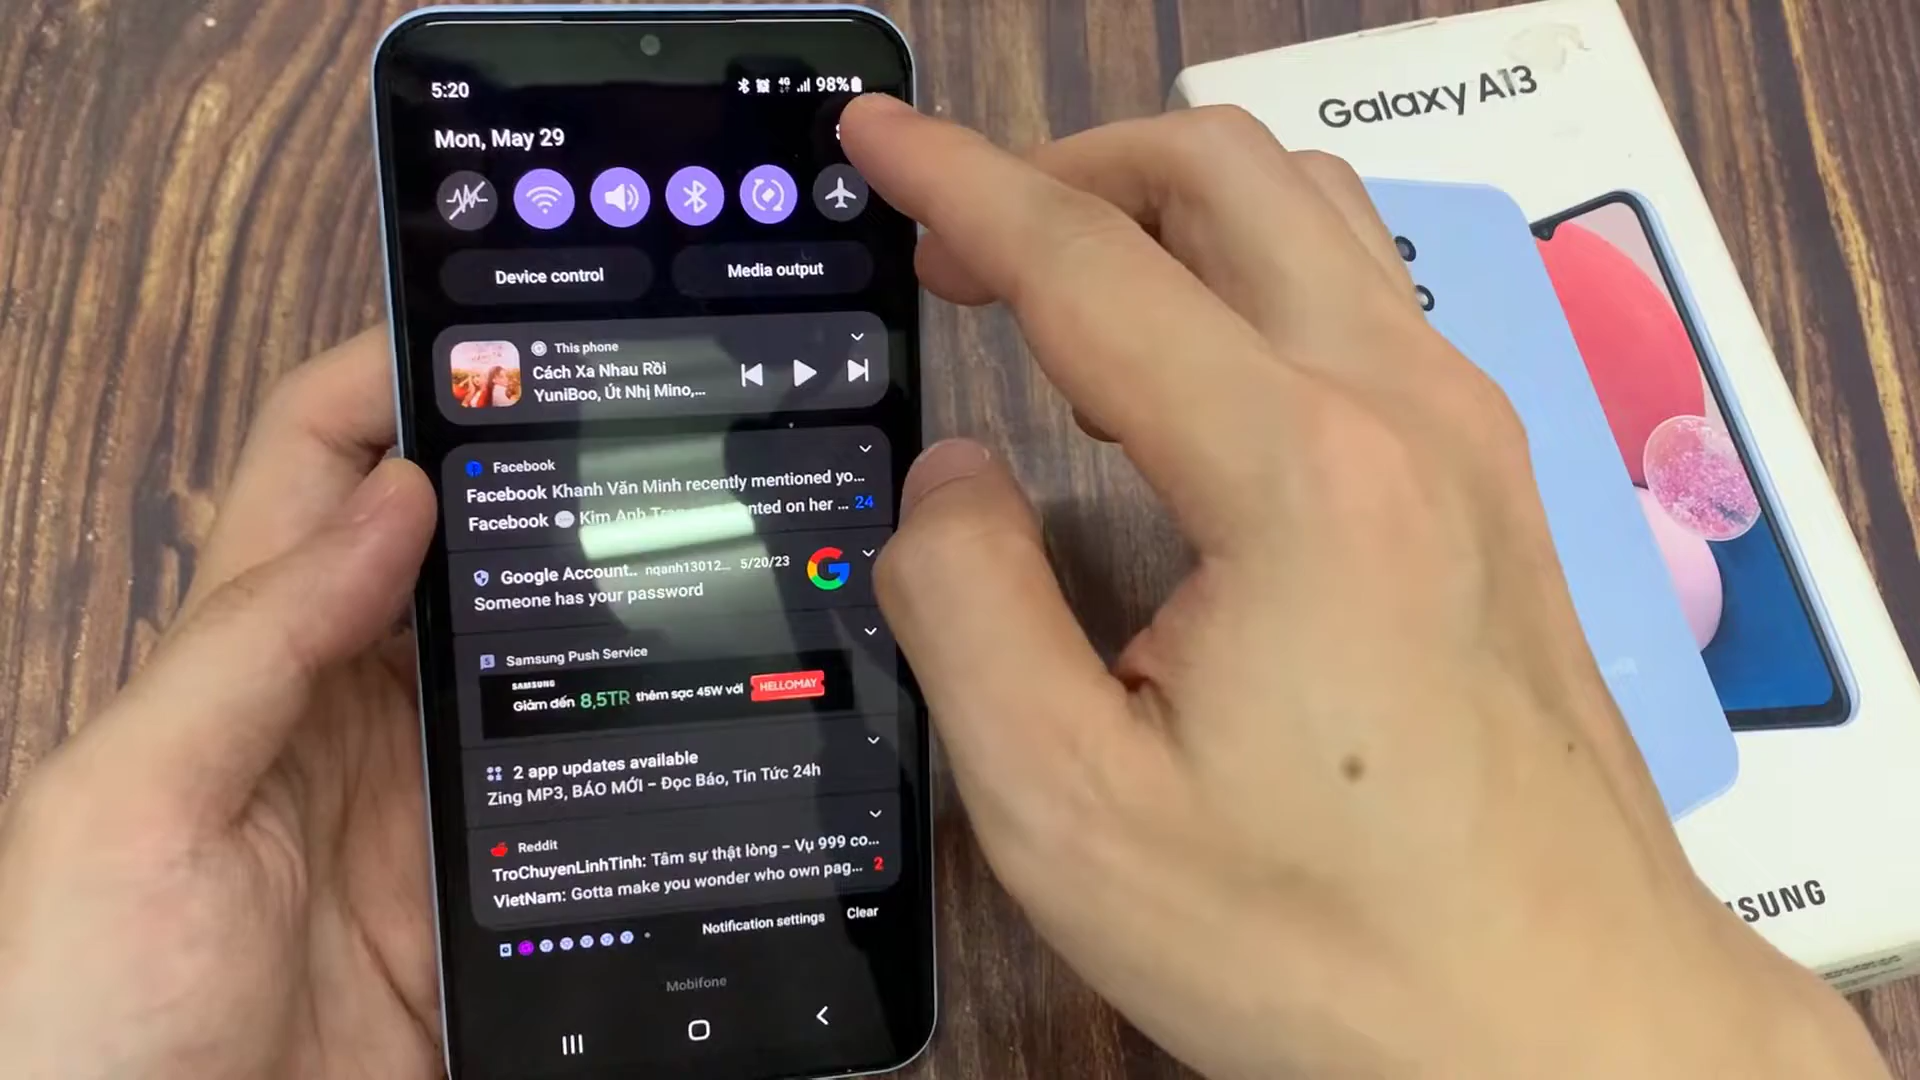 5:20
4G 98%
Mon, May 29
Device control
Media output
This phone
Cách Xa Nhau Rồi
YuniBoo, Út Nhị Mino,...
Facebook
Facebook Khanh Văn Minh recently mentioned yo...
Facebook Kim Anh on her ... 24
Google Account.. nqanh13012... 5/20/23
Someone has your password
Samsung Push Service
SAMSUNG
Giảm đến 8,5TR thêm sạc 45W với HELLOMAY
2 app updates available
Zing MP3, BÁO MỚI – Đọc Báo, Tin Tức 24h
Reddit
TroChuyenLinhTinh: Tâm sự thật lòng – Vụ 999 co...
VietNam: Gotta make you wonder who own pag... 2
Notification settings Clear
Mobifone
Galaxy A13
SUNG